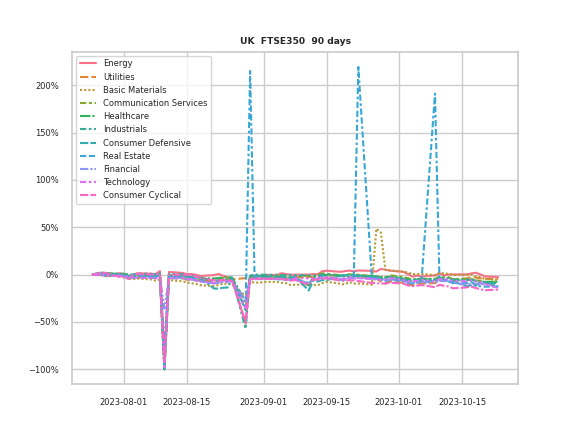 UK FTSE350 90 days
200%
150%
100%
50%
0%
−50%
−100%
Energy
Utilities
Basic Materials
Communication Services
Healthcare
Industrials
Consumer Defensive
Real Estate
Financial
Technology
Consumer Cyclical
2023-08-01
2023-08-15
2023-09-01
2023-09-15
2023-10-01
2023-10-15